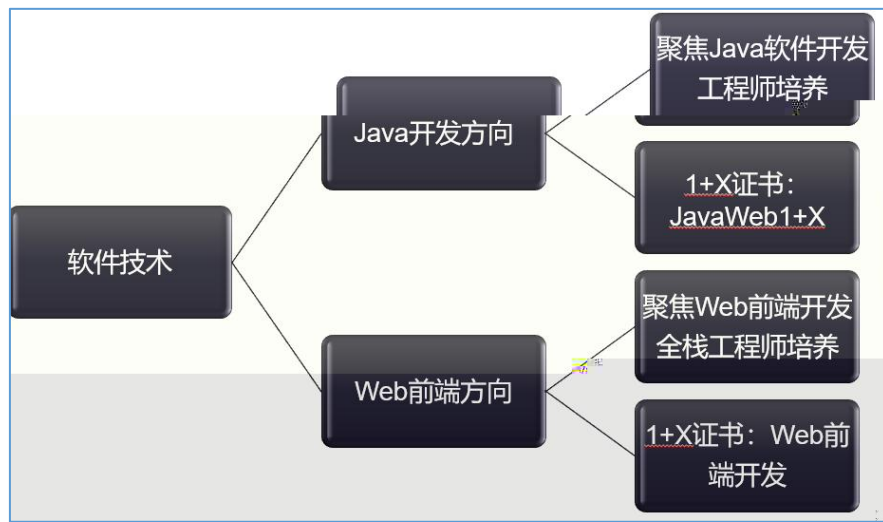 软件技术
Java开发方向
聚焦Java软件开发
工程师培养
1+X证书：
JavaWeb1+X
Web前端方向
聚焦Web前端开发
全栈工程师培养
1+X证书：Web前
端开发